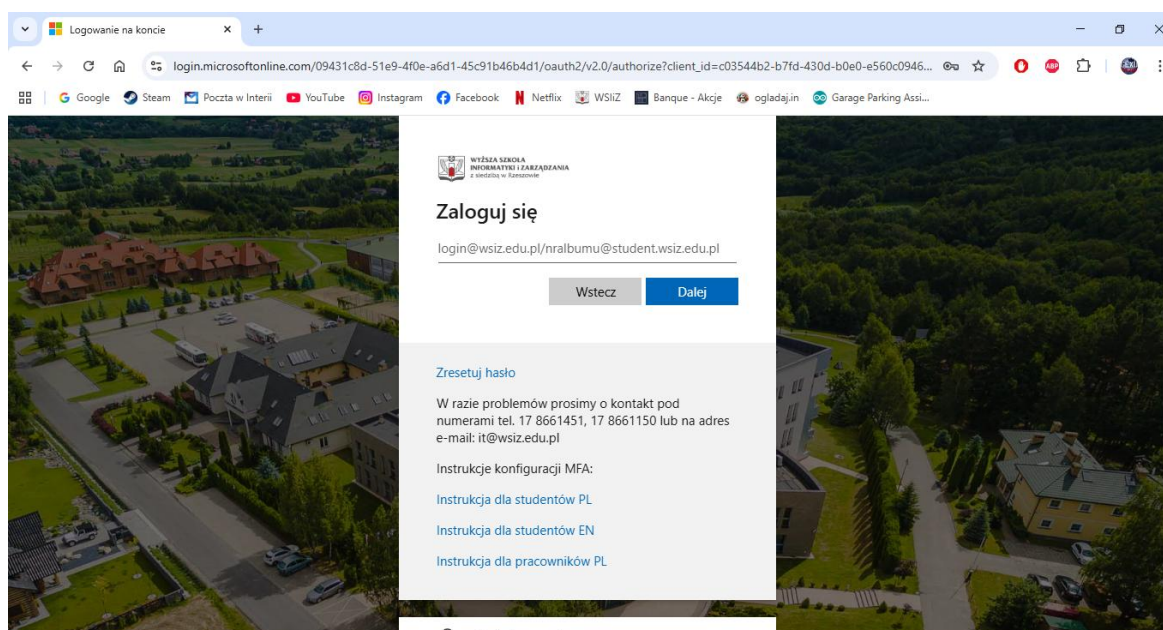 Logowanie na koncie
login.microsoftonline.com/09431c8d-51e9-4f0e-a6d1-45c91b46b4d1/oauth2/v2.0/authorize?client_id=c03544b2-b7fd-430d-b0e0-e560c0946...
Google Steam Poczta w Interii YouTube Instagram Facebook Netflix WSIiZ Banque - Akcje ogladaj.in Garage Parking Assi...
WYŻSZA SZKOŁA
INFORMATYKI i ZARZĄDZANIA
z siedzibą w Rzeszowie
Zaloguj się
login@wsiz.edu.pl/nralbumu@student.wsiz.edu.pl
Wstecz Dalej
Zresetuj hasło
W razie problemów prosimy o kontakt pod
numerami tel. 17 8661451, 17 8661150 lub na adres
e-mail: it@wsiz.edu.pl
Instrukcje konfiguracji MFA:
Instrukcja dla studentów PL
Instrukcja dla studentów EN
Instrukcja dla pracowników PL